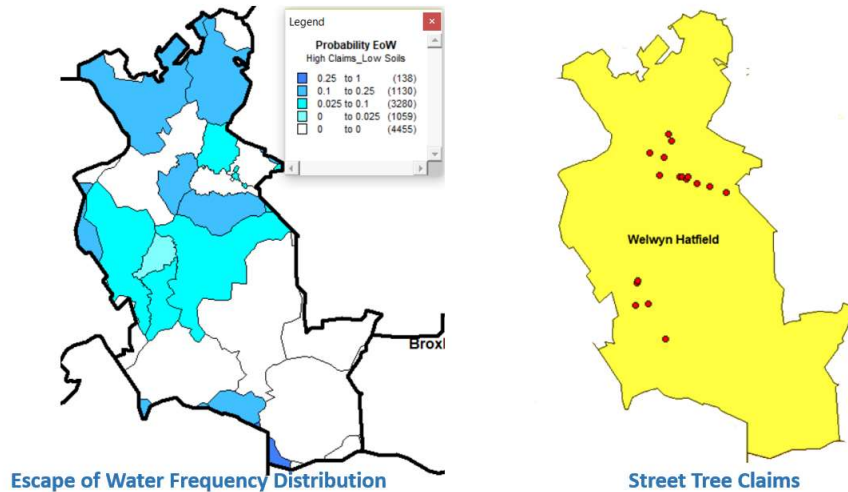 Legend
Probability EoW
High Claims_Low Soils
0.25 to 1 (138)
0.1 to 0.25 (1130)
0.025 to 0.1 (3280)
0 to 0.025 (1059)
0 to 0 (4455)
Broxl
Welwyn Hatfield
Escape of Water Frequency Distribution
Street Tree Claims